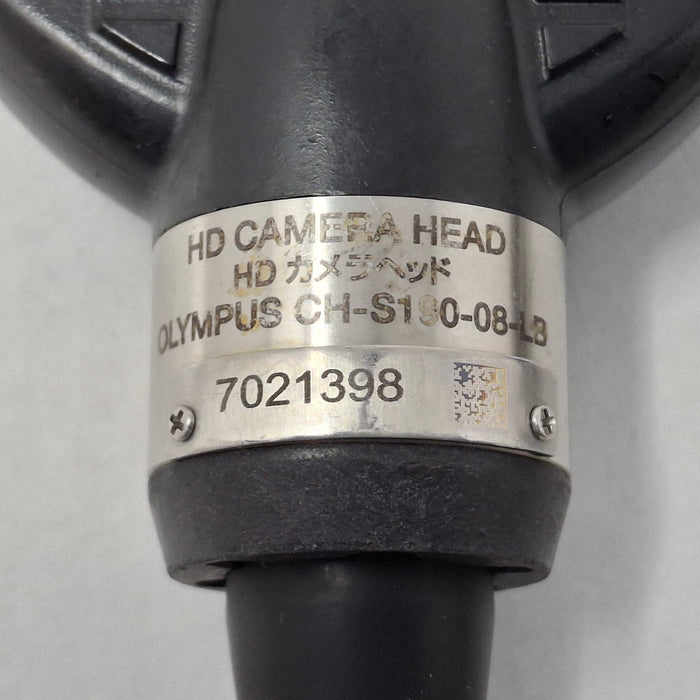 HD CAMERA HEAD
HD カメラヘッド
OLYMPUS CH-S190-08-LB
7021398